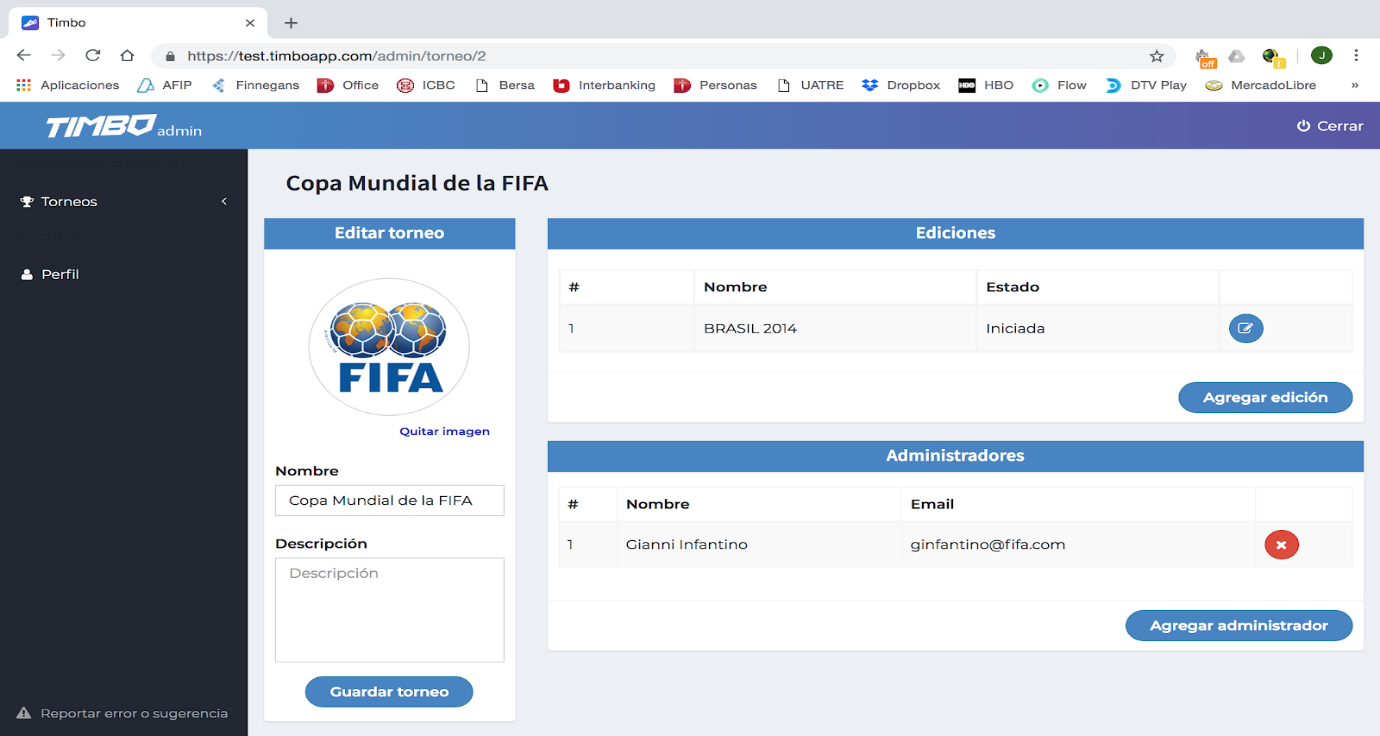 Timbo
https://test.timboapp.com/admin/torneo/2
off
J
Aplicaciones AFIP Finnegans Office ICBC Bersa Interbanking Personas UATRE Dropbox HBO HBO Flow DTV Play MercadoLibre »
TIMBO admin
Cerrar
Torneos
Perfil
Reportar error o sugerencia
Copa Mundial de la FIFA
Editar torneo
FIFA
Quitar imagen
Nombre
Copa Mundial de la FIFA
Descripción
Descripción
Guardar torneo
Ediciones
# Nombre Estado
1 BRASIL 2014 Iniciada
Agregar edición
Administradores
# Nombre Email
1 Gianni Infantino ginfantino@fifa.com
Agregar administrador